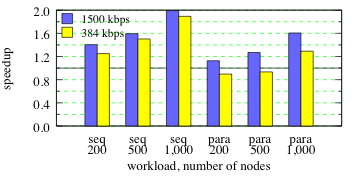 2.0
1500 kbps
384 kbps
1.6
1.2
0.8
0.4
0.0
speedup
seq seq seq para para para
200 500 1,000 200 500 1,000
workload, number of nodes